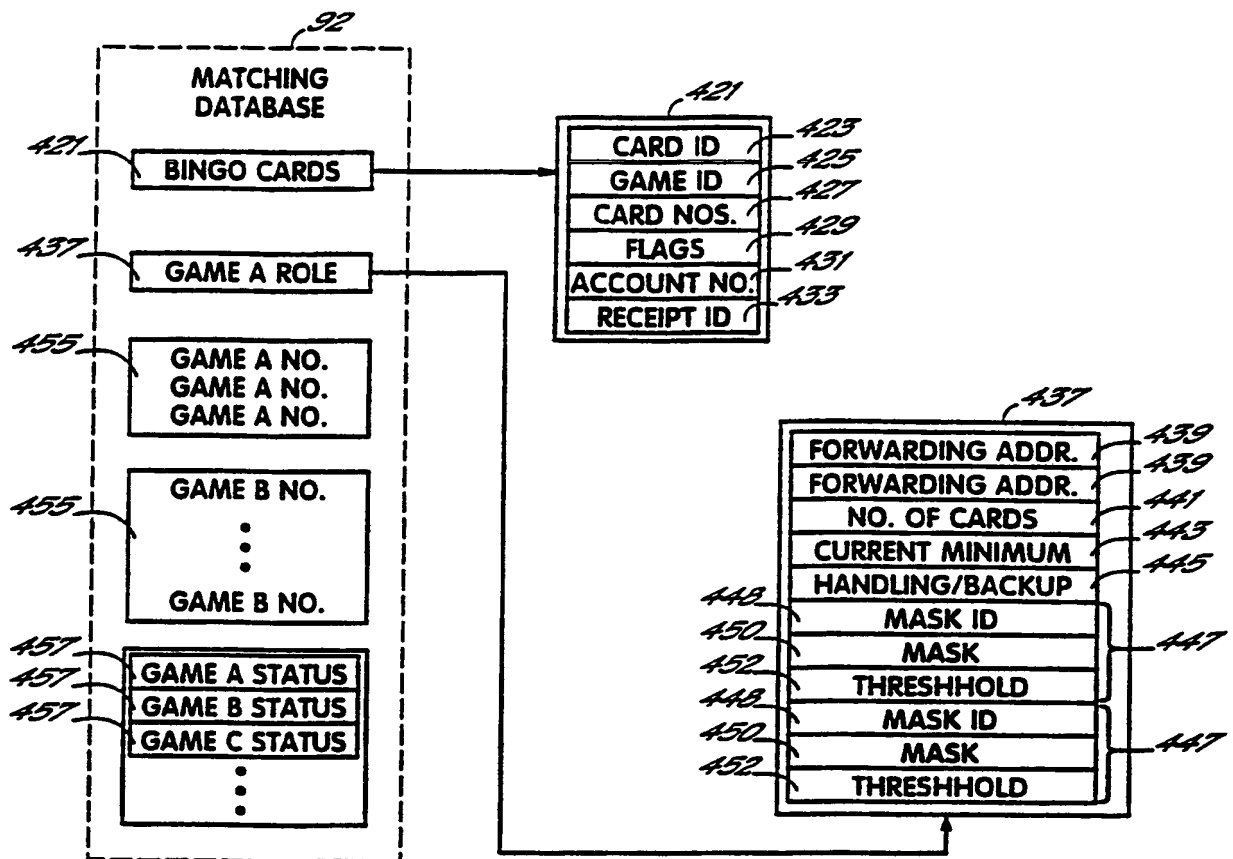 92
MATCHING
DATABASE
421
BINGO CARDS
437
GAME A ROLE
455
GAME A NO.
GAME A NO.
GAME A NO.
455
GAME B NO.
GAME B NO.
457
GAME A STATUS
457
GAME B STATUS
457
GAME C STATUS
421
CARD ID
423
GAME ID
425
CARD NOS.
427
FLAGS
429
ACCOUNT NO.
431
RECEIPT ID
433
437
FORWARDING ADDR.
439
FORWARDING ADDR.
439
NO. OF CARDS
441
CURRENT MINIMUM
443
HANDLING/BACKUP
445
448
MASK ID
450
MASK
447
452
THRESHHOLD
448
MASK ID
450
MASK
447
452
THRESHHOLD